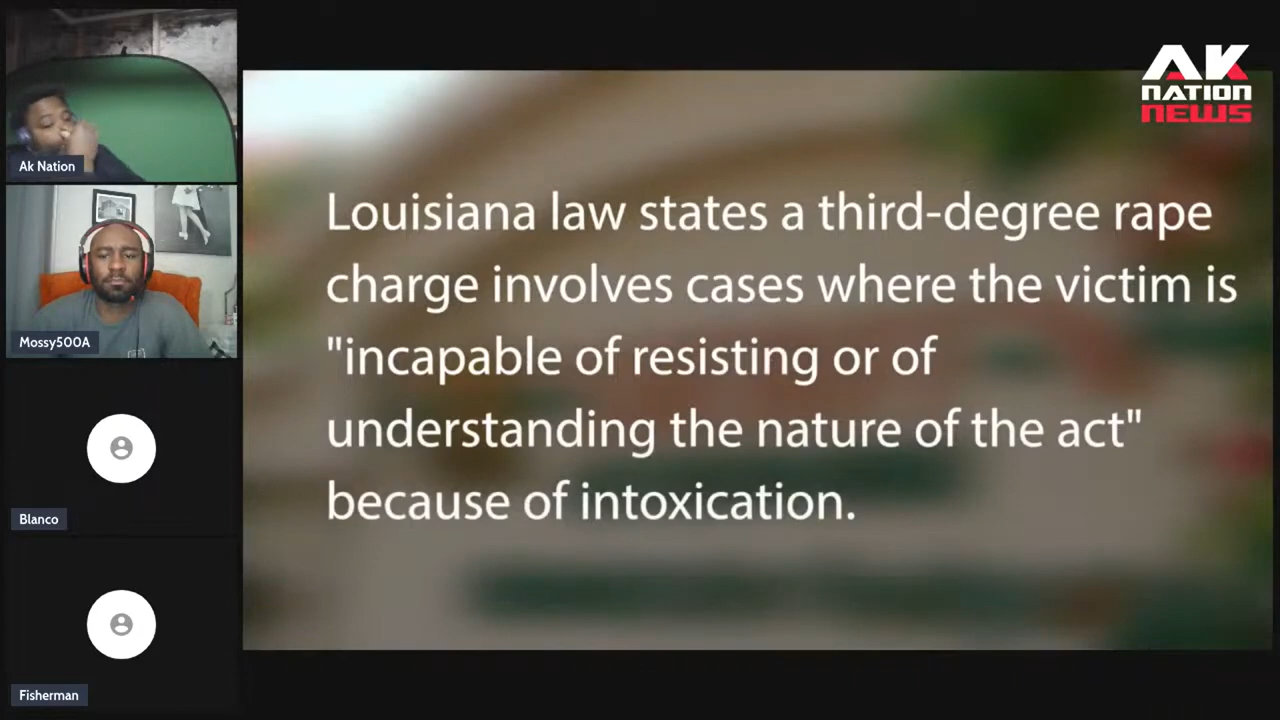 AK
NATION
NEWS
Ak Nation
Mossy500A
Blanco
Fisherman
Louisiana law states a third-degree rape
charge involves cases where the victim is
"incapable of resisting or of
understanding the nature of the act"
because of intoxication.